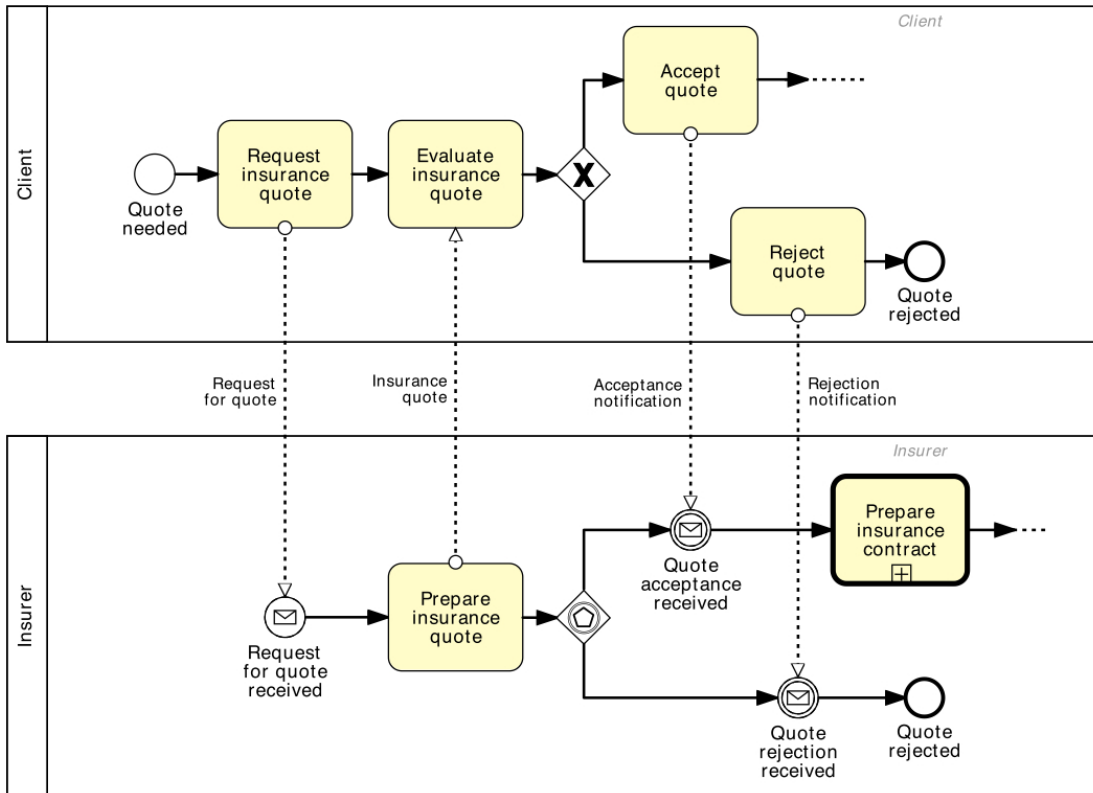 Client
Client
Accept
quote
Request
insurance
quote
Evaluate
insurance
quote
X
Quote
needed
Reject
quote
Quote
rejected
Request
for quote
Insurance
quote
Acceptance
notification
Rejection
notification
Insurer
Insurer
Prepare
insurance
contract
Quote
acceptance
received
Prepare
insurance
quote
Request
for quote
received
Quote
rejection
received
Quote
rejected